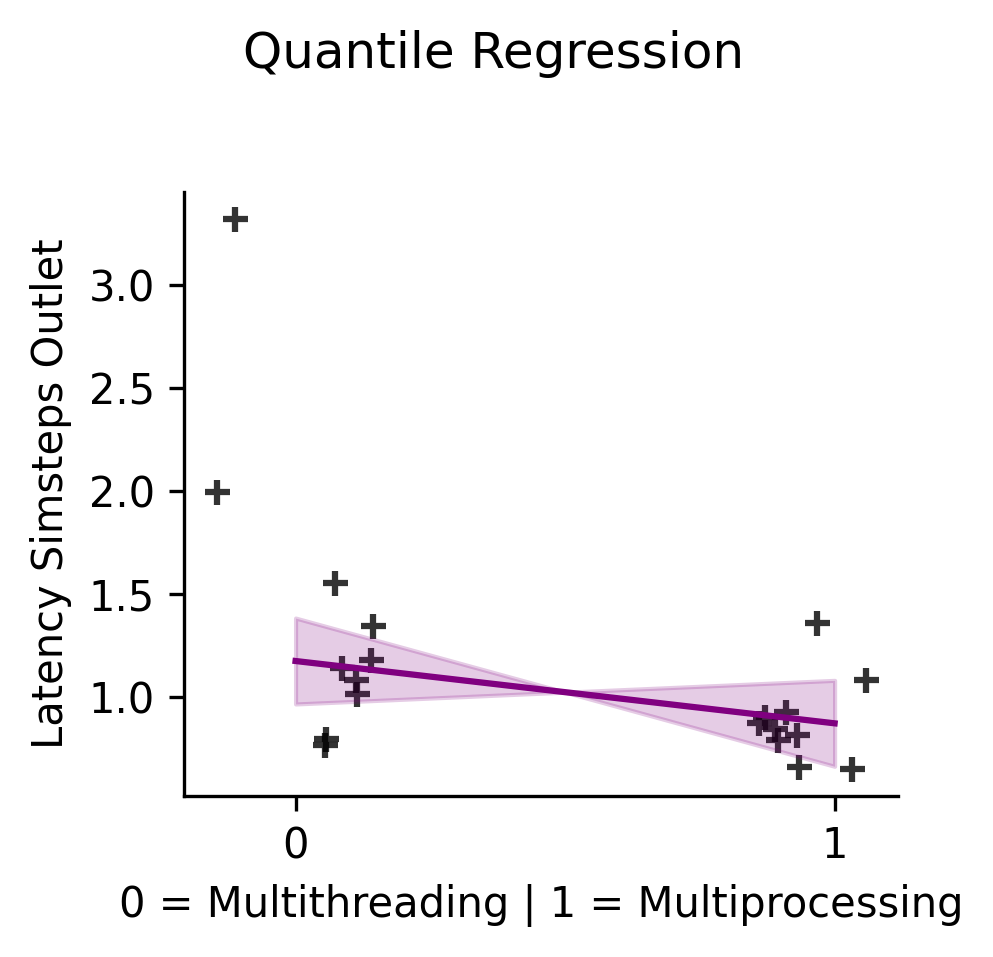 Quantile Regression
Latency Simsteps Outlet
3.0
2.5
2.0
1.5
1.0
0 1
0 = Multithreading | 1 = Multiprocessing